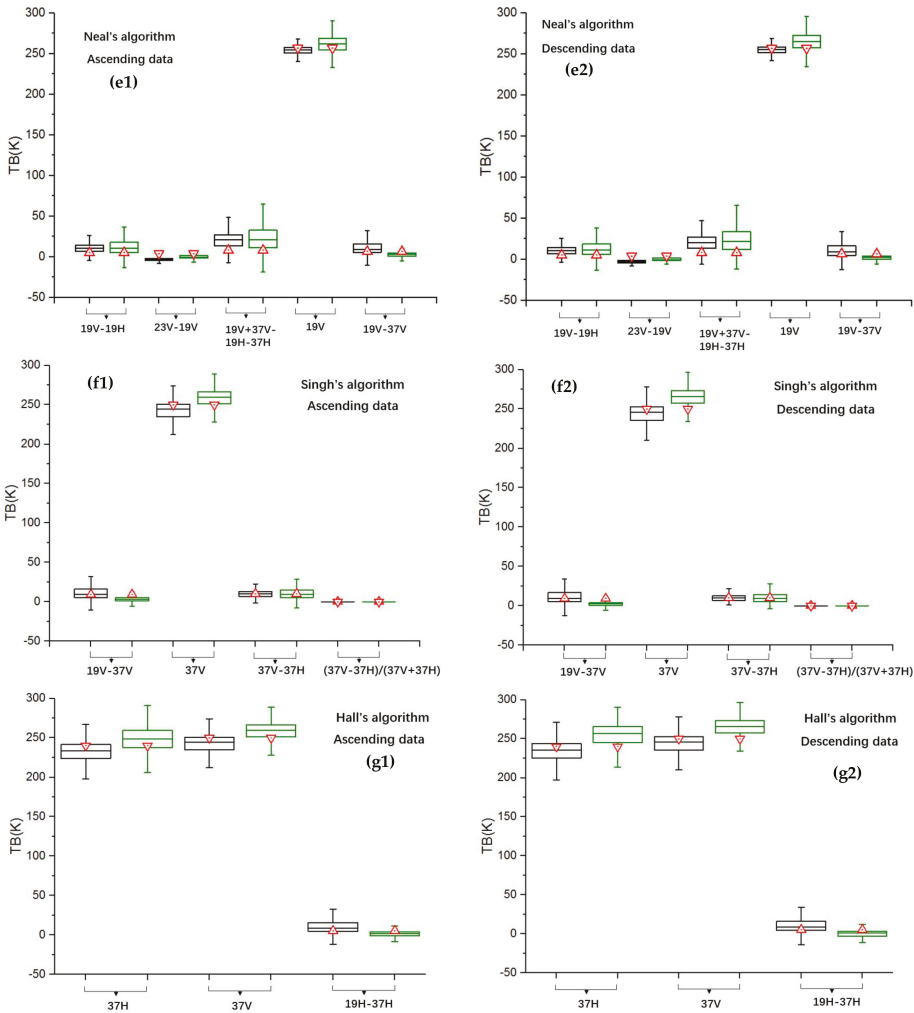 Neal's algorithm
Ascending data
(e1)
TB(K)
300
250
200
150
100
50
0
-50
19V-19H
23V-19V
19V+37V-
19H-37H
19V
19V-37V
Neal's algorithm
Descending data
(e2)
TB(K)
300
250
200
150
100
50
0
-50
19V-19H
23V-19V
19V+37V-
19H-37H
19V
19V-37V
(f1)
Singh's algorithm
Ascending data
TB(K)
300
250
200
150
100
50
0
-50
19V-37V
37V
37V-37H
(37V-37H)/(37V+37H)
(f2)
Singh's algorithm
Descending data
TB(K)
300
250
200
150
100
50
0
-50
19V-37V
37V
37V-37H
(37V-37H)/(37V+37H)
Hall's algorithm
Ascending data
(g1)
TB(K)
300
250
200
150
100
50
0
-50
37H
37V
19H-37H
Hall's algorithm
Descending data
(g2)
TB(K)
300
250
200
150
100
50
0
-50
37H
37V
19H-37H